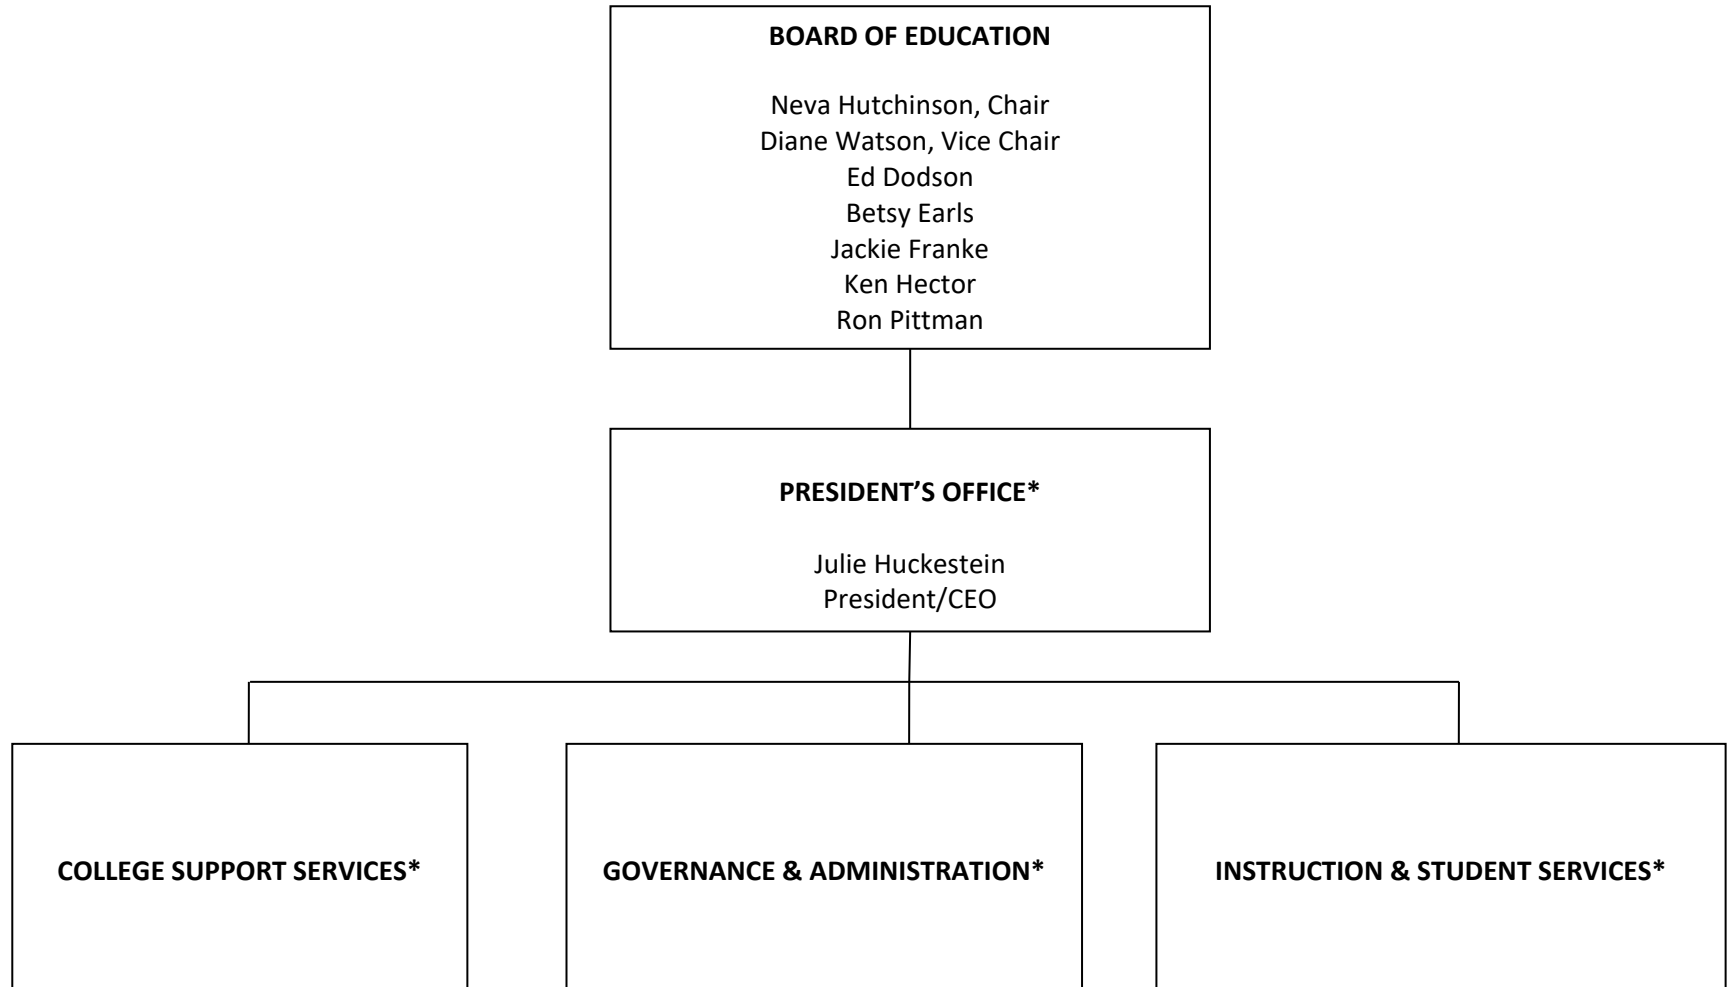 BOARD OF EDUCATION
Neva Hutchinson, Chair
Diane Watson, Vice Chair
Ed Dodson
Betsy Earls
Jackie Franke
Ken Hector
Ron Pittman
PRESIDENT’S OFFICE*
Julie Huckestein
President/CEO
COLLEGE SUPPORT SERVICES*
GOVERNANCE & ADMINISTRATION*
INSTRUCTION & STUDENT SERVICES*